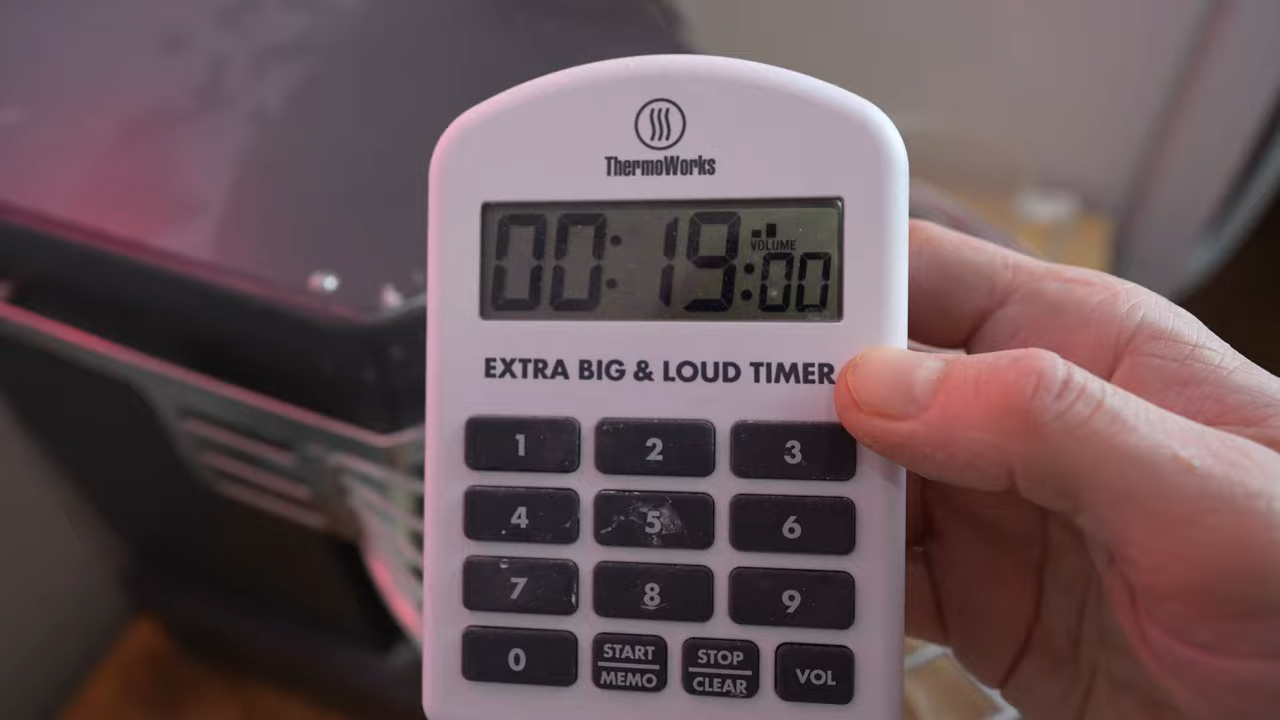 ThermoWorks
VOLUME
00:19:00
EXTRA BIG & LOUD TIMER
1 2 3
4 5 6
7 8 9
0 START MEMO STOP CLEAR VOL